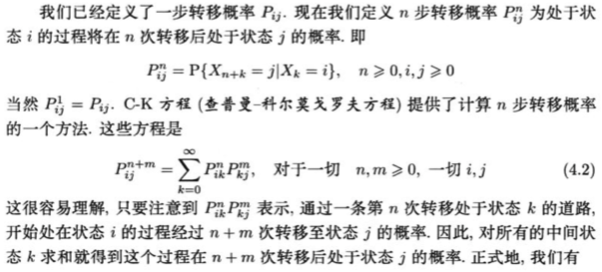 我们已经定义了一步转移概率 P_{ij}. 现在我们定义 n 步转移概率 P_{ij}^n 为处于状
态 i 的过程将在 n 次转移后处于状态 j 的概率. 即
P_{ij}^n = P{X_{n+k} = j|X_k = i}, n ⩾ 0, i, j ⩾ 0
当然 P_{ij}^1 = P_{ij}. C-K 方程 (查普曼–科尔莫戈罗夫方程) 提供了计算 n 步转移概率
的一个方法. 这些方程是
P_{ij}^{n+m} = \sum_{k=0}^{∞} P_{ik}^n P_{kj}^m, 对于一切 n, m ⩾ 0, 一切 i, j (4.2)
这很容易理解, 只要注意到 P_{ik}^n P_{kj}^m 表示, 通过一条第 n 次转移处于状态 k 的道路,
开始处在状态 i 的过程经过 n + m 次转移至状态 j 的概率. 因此, 对所有的中间状
态 k 求和就得到这个过程在 n + m 次转移后处于状态 j 的概率. 正式地, 我们有